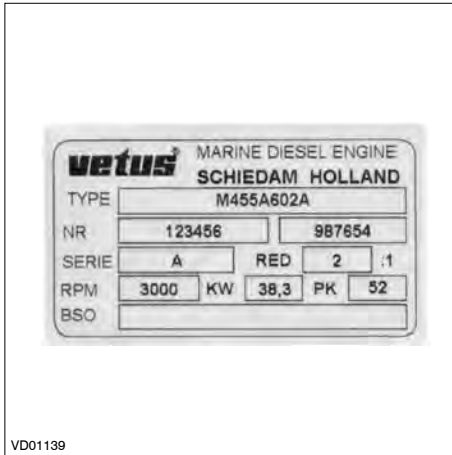 vetus® MARINE DIESEL ENGINE
SCHIEDAM HOLLAND
TYPE M455A602A
NR 123456 987654
SERIE A RED 2 :1
RPM 3000 KW 38,3 PK 52
BSO
VD01139